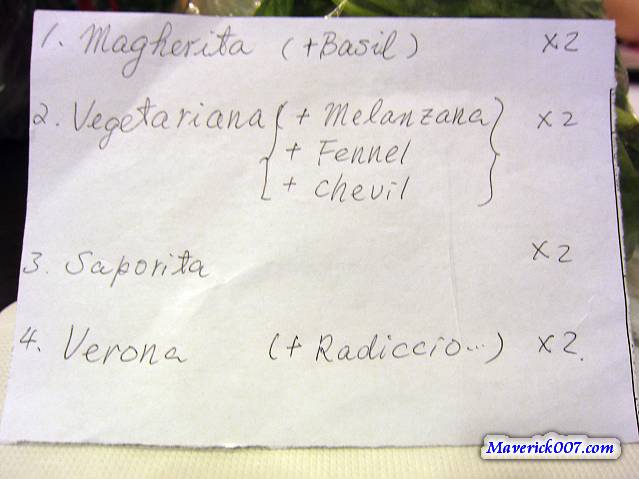 1. Magherita (+Basil) x2
2. Vegetariana { + Melanzana } x2
{ + Fennel }
{ + Chevil }
3. Saporita x2
4. Verona (+ Radiccio...) x2.
Maverick007.com